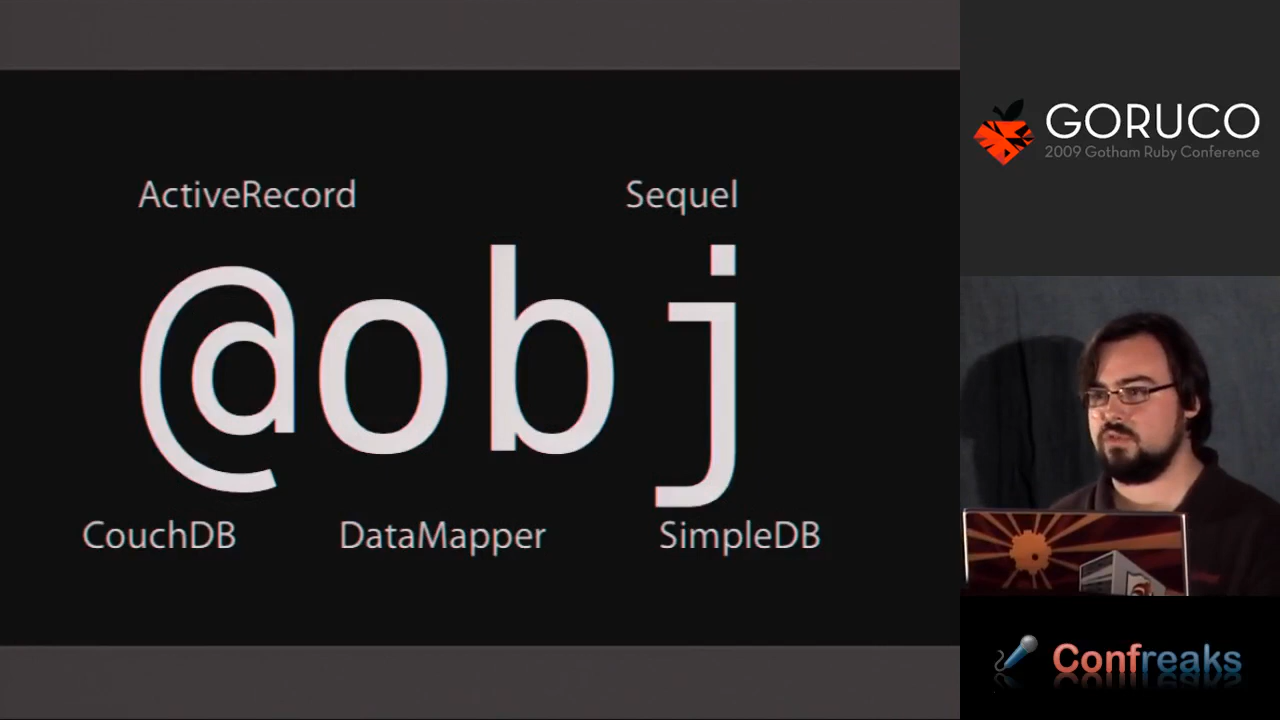 ActiveRecord
Sequel
@obj
CouchDB
DataMapper
SimpleDB
GORUCO
2009 Gotham Ruby Conference
Confreaks